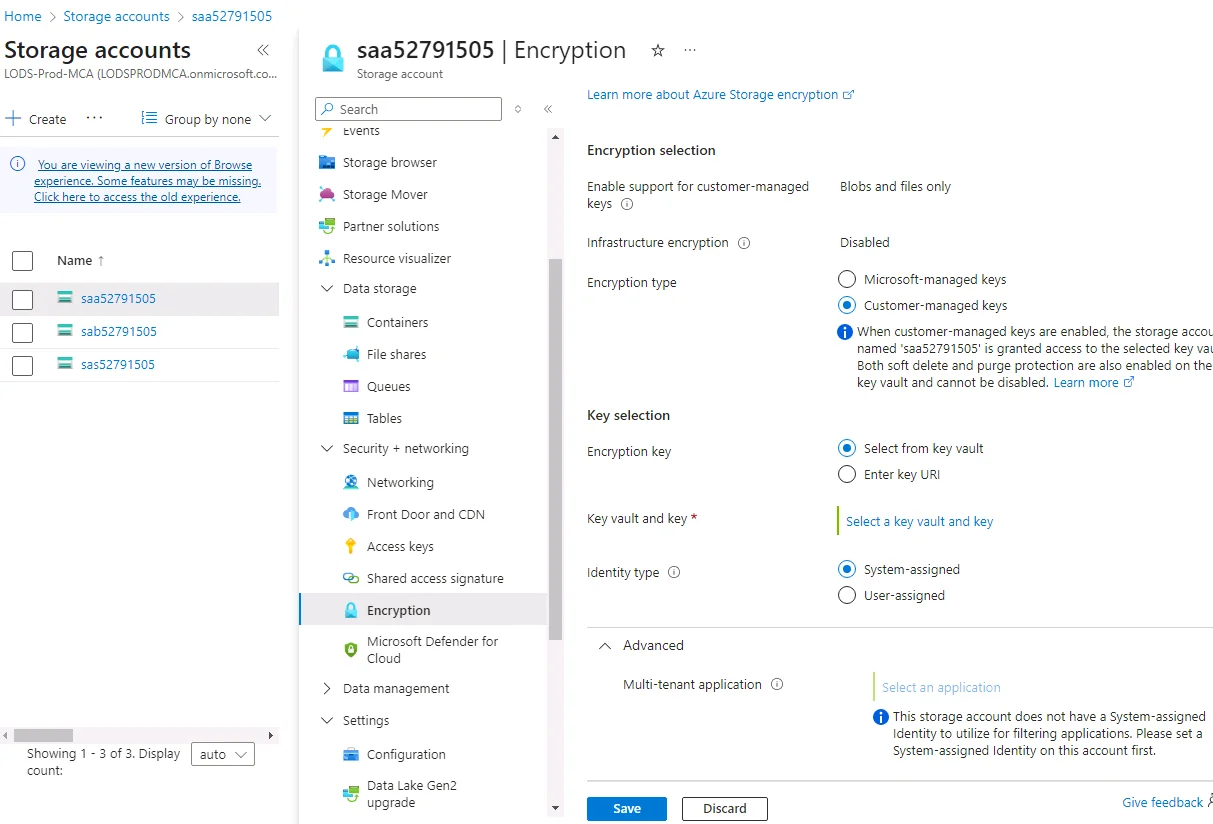 Home > Storage accounts > saa52791505
Storage accounts
LODS-Prod-MCA (LODSPRODMCA.onmicrosoft.co...
Create
Group by none
You are viewing a new version of Browse
experience. Some features may be missing.
Click here to access the old experience.
Name ↑
saa52791505
sab52791505
sas52791505
Showing 1 - 3 of 3. Display
count:
auto
saa52791505 | Encryption
Storage account
Search
Events
Storage browser
Storage Mover
Partner solutions
Resource visualizer
Data storage
Containers
File shares
Queues
Tables
Security + networking
Networking
Front Door and CDN
Access keys
Shared access signature
Encryption
Microsoft Defender for
Cloud
Data management
Settings
Configuration
Data Lake Gen2
upgrade
Learn more about Azure Storage encryption
Encryption selection
Enable support for customer-managed
keys
Blobs and files only
Infrastructure encryption
Disabled
Encryption type
Microsoft-managed keys
Customer-managed keys
When customer-managed keys are enabled, the storage accou
named 'saa52791505' is granted access to the selected key vau
Both soft delete and purge protection are also enabled on the
key vault and cannot be disabled. Learn more
Key selection
Encryption key
Select from key vault
Enter key URI
Key vault and key *
Select a key vault and key
Identity type
System-assigned
User-assigned
Advanced
Multi-tenant application
Select an application
This storage account does not have a System-assigned
Identity to utilize for filtering applications. Please set a
System-assigned Identity on this account first.
Save
Discard
Give feedback